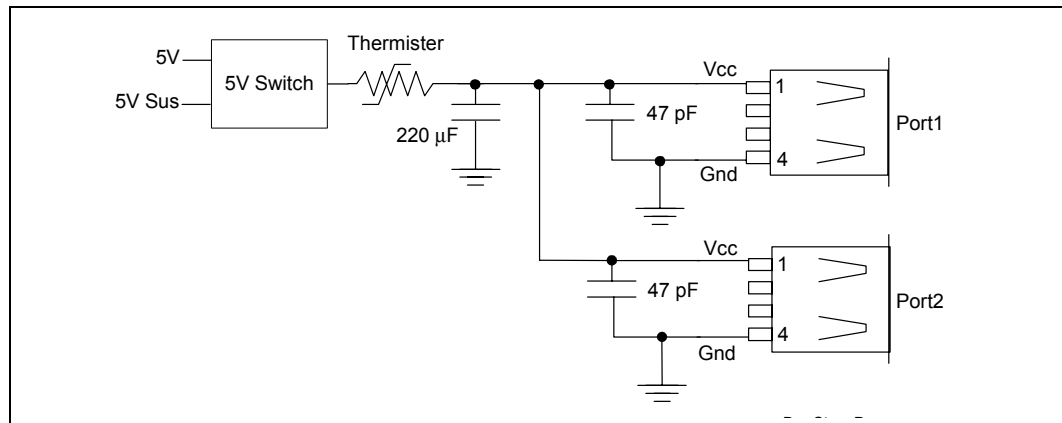 Thermister
5V
5V Switch
5V Sus
220 μF
Vcc
1
47 pF
Port1
4
Gnd
Vcc
1
47 pF
Port2
4
Gnd